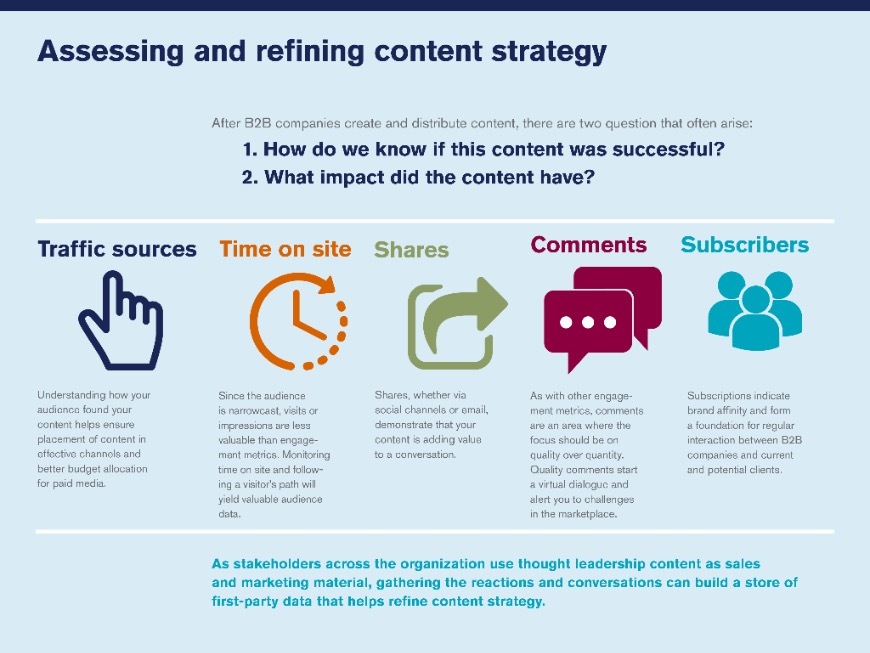 Assessing and refining content strategy
After B2B companies create and distribute content, there are two question that often arise:
1. How do we know if this content was successful?
2. What impact did the content have?
Traffic sources
Understanding how your
audience found your
content helps ensure
placement of content in
effective channels and
better budget allocation
for paid media.
Time on site
Since the audience
is narrowcast, visits or
impressions are less
valuable than engage-
ment metrics. Monitoring
time on site and follow-
ing a visitor's path will
yield valuable audience
data.
Shares
Shares, whether via
social channels or email,
demonstrate that your
content is adding value
to a conversation.
Comments
As with other engage-
ment metrics, comments
are an area where the
focus should be on
quality over quantity.
Quality comments start
a virtual dialogue and
alert you to challenges
in the marketplace.
Subscribers
Subscriptions indicate
brand affinity and form
a foundation for regular
interaction between B2B
companies and current
and potential clients.
As stakeholders across the organization use thought leadership content as sales
and marketing material, gathering the reactions and conversations can build a store of
first-party data that helps refine content strategy.